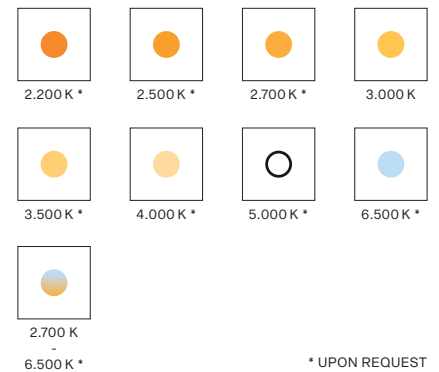 2.200 K *
2.500 K *
2.700 K *
3.000 K
3.500 K *
4.000 K *
5.000 K *
6.500 K *
2.700 K
-
6.500 K *
* UPON REQUEST